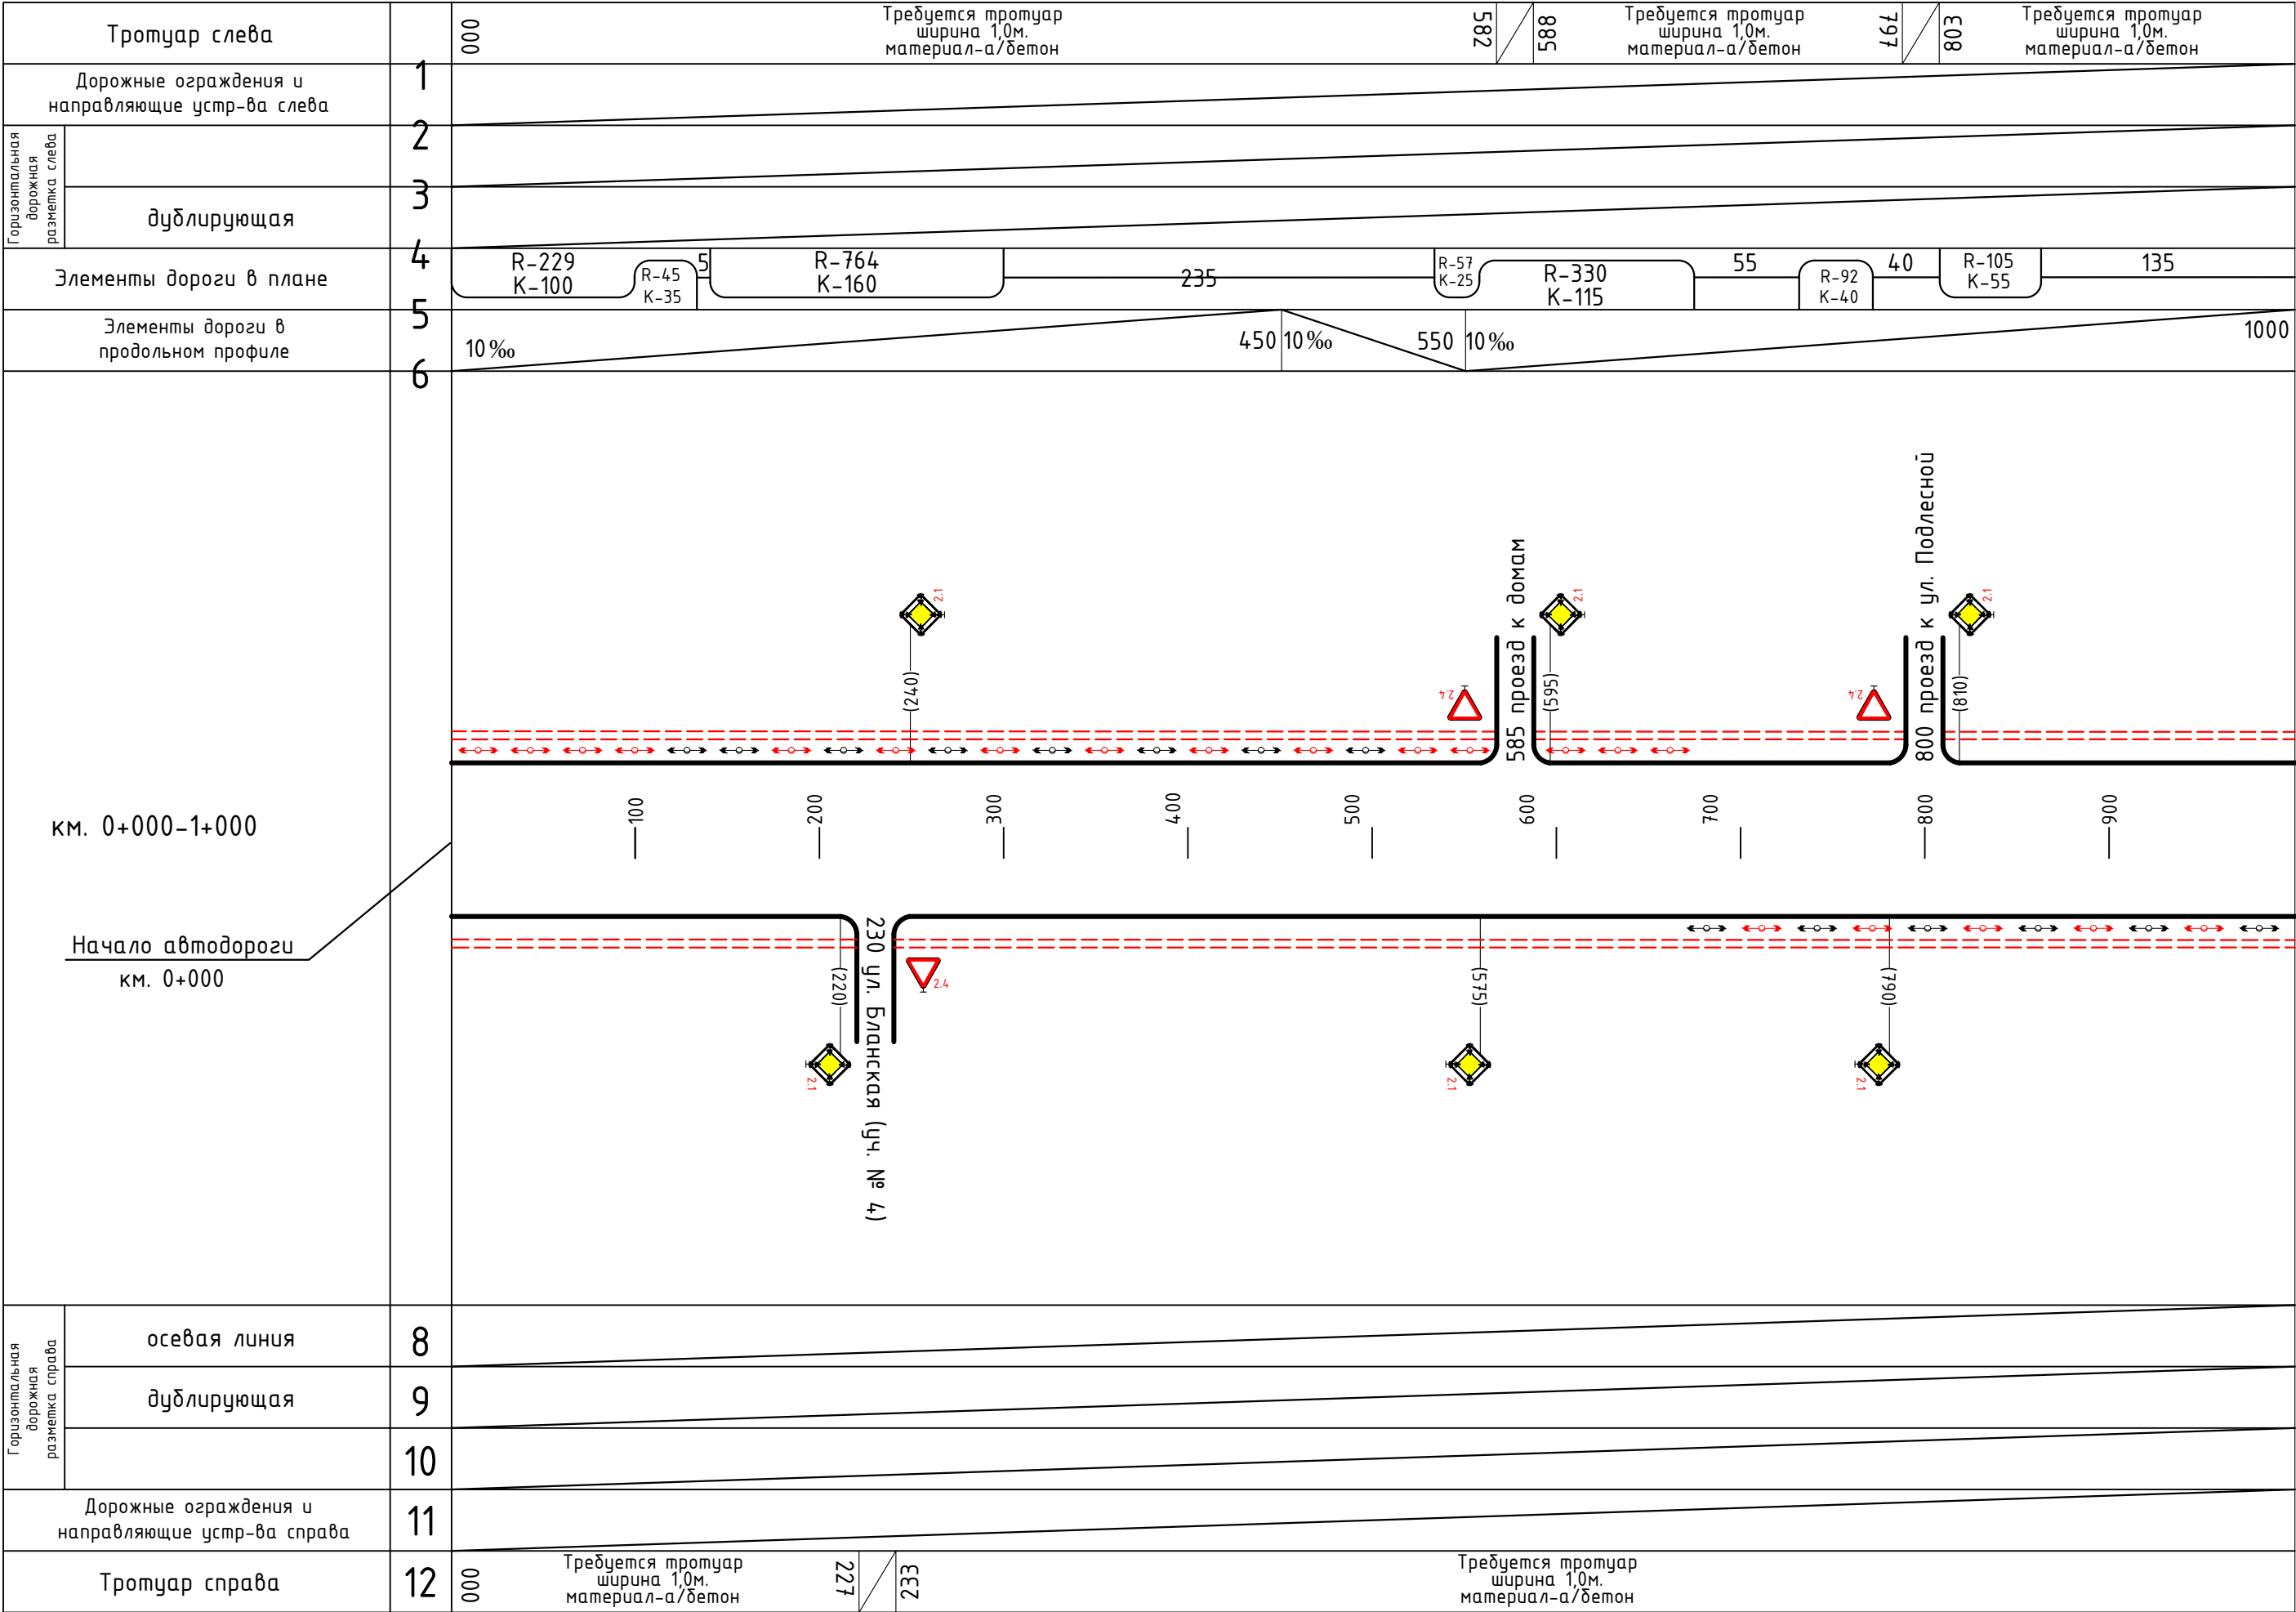 Тротуар слева
000
Требуется тротуар
ширина 1,0м.
материал-а/бетон
582
588
Требуется тротуар
ширина 1,0м.
материал-а/бетон
797
803
Требуется тротуар
ширина 1,0м.
материал-а/бетон
Дорожные ограждения и
направляющие устр-ва слева
1
Горизонтальная
дорожная
разметка слева
2
дублирующая
3
Элементы дороги в плане
4
R-229
К-100
R-45
К-35
5
R-764
К-160
235
R-57
К-25
R-330
К-115
55
R-92
К-40
40
R-105
К-55
135
Элементы дороги в
продольном профиле
5
10‰
450
10‰
550
10‰
1000
6
2.1
(240)
2.4
585 проезд к домам
2.1
(595)
2.4
800 проезд к ул. Подлесной
2.1
(810)
км. 0+000-1+000
100
200
300
400
500
600
700
800
900
Начало автодороги
км. 0+000
(220)
2.1
230 ул. Бланская (уч. № 4)
2.4
(575)
2.1
(790)
2.1
Горизонтальная
дорожная
разметка справа
осевая линия
8
дублирующая
9
10
Дорожные ограждения и
направляющие устр-ва справа
11
Тротуар справа
12
000
Требуется тротуар
ширина 1,0м.
материал-а/бетон
227
233
Требуется тротуар
ширина 1,0м.
материал-а/бетон